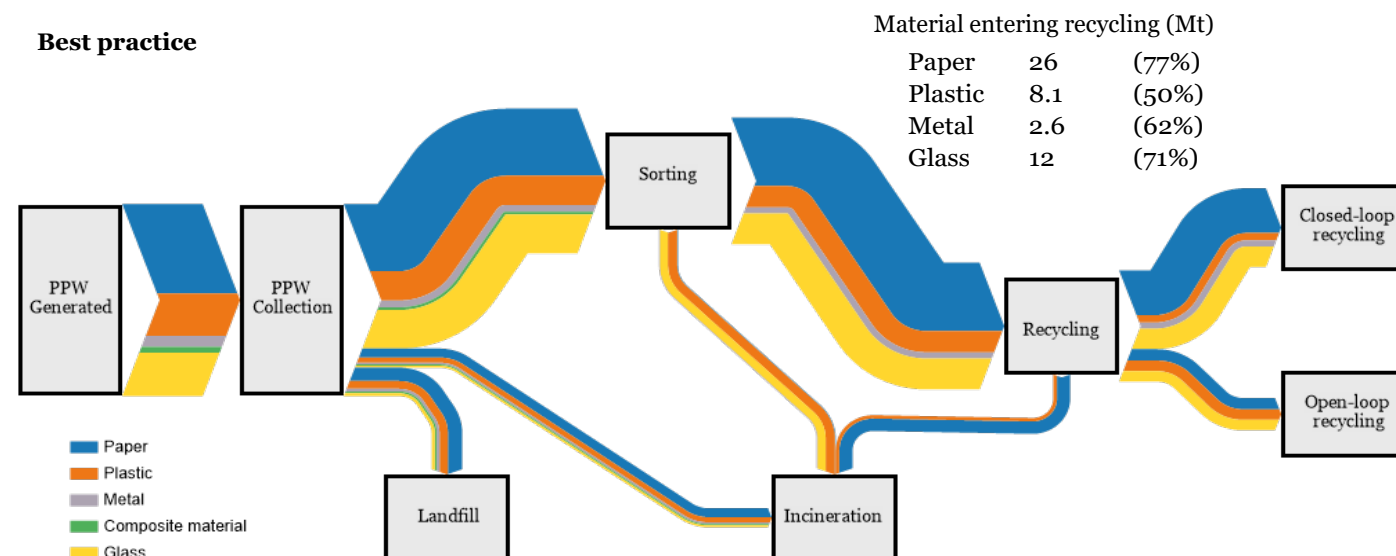 Best practice
Material entering recycling (Mt)
Paper 26 (77%)
Plastic 8.1 (50%)
Metal 2.6 (62%)
Glass 12 (71%)
Sorting
Closed-loop
recycling
PPW
Generated
PPW
Collection
Recycling
Open-loop
recycling
Paper
Plastic
Metal
Composite material
Glass
Landfill
Incineration